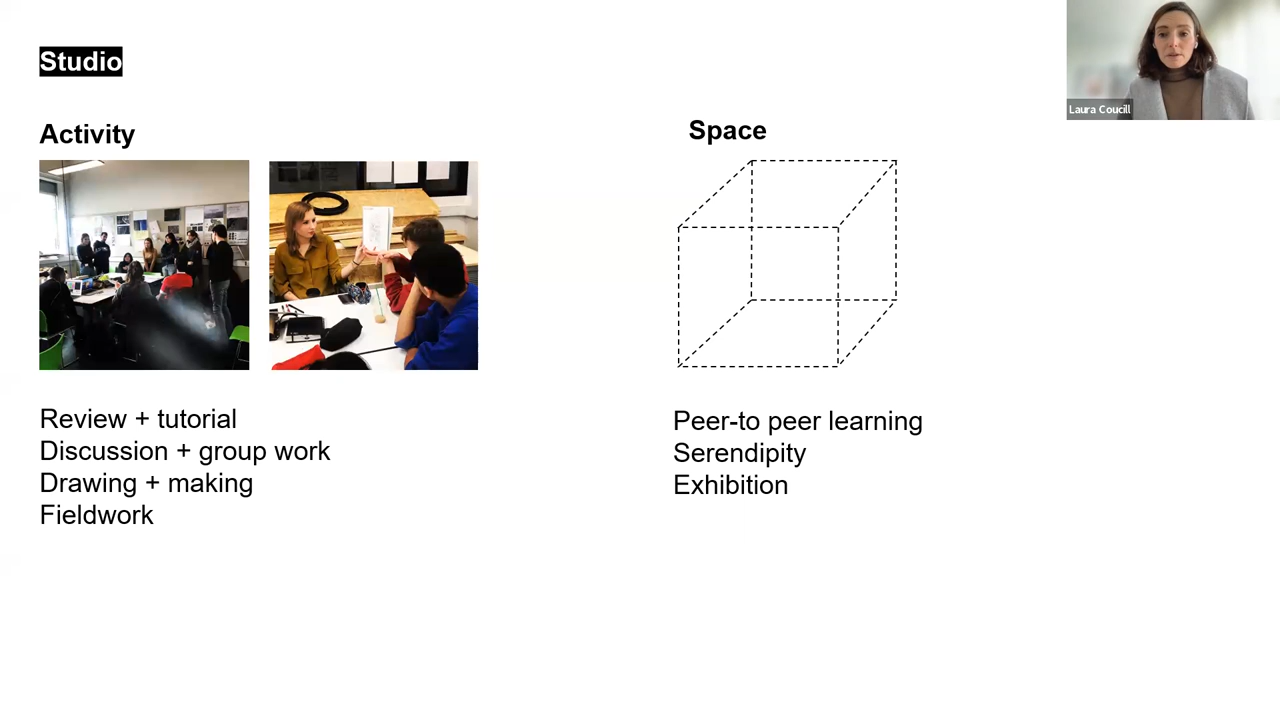 Studio
Laura Coucill
Activity
Space
Review + tutorial
Discussion + group work
Drawing + making
Fieldwork
Peer-to peer learning
Serendipity
Exhibition